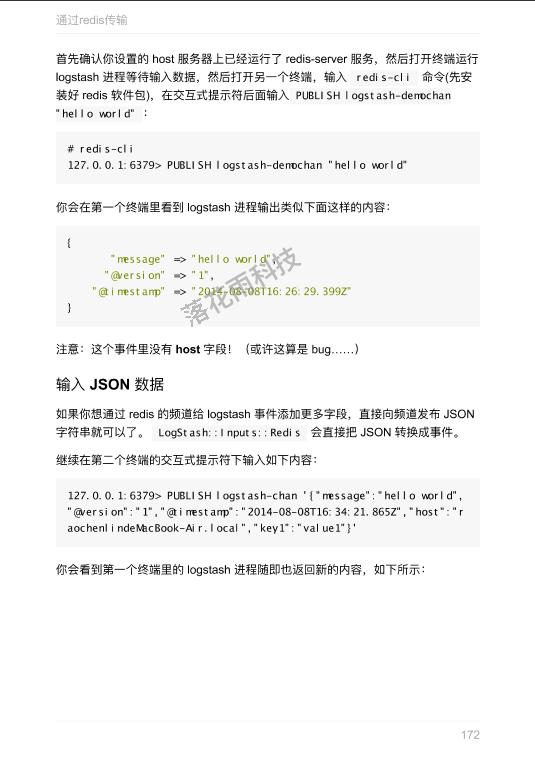 通过redis传输
首先确认你设置的 host 服务器上已经运行了 redis-server 服务，然后打开终端运行
logstash 进程等待输入数据，然后打开另一个终端，输入 redis-cli 命令(先安
装好 redis 软件包)，在交互式提示符后面输入 PUBLISH logstash-demochan
"hello world" ：
# redis-cli
127.0.0.1:6379> PUBLISH logstash-demochan "hello world"
你会在第一个终端里看到 logstash 进程输出类似下面这样的内容：
{
"message" => "hello world",
"@version" => "1",
"@timestamp" => "2014-08-08T16:26:29.399Z"
}
落花雨科技
注意：这个事件里没有 host 字段！（或许这算是 bug……）
输入 JSON 数据
如果你想通过 redis 的频道给 logstash 事件添加更多字段，直接向频道发布 JSON
字符串就可以了。 LogStash::Inputs::Redis 会直接把 JSON 转换成事件。
继续在第二个终端的交互式提示符下输入如下内容：
127.0.0.1:6379> PUBLISH logstash-chan '{"message":"hello world",
"@version":"1","@timestamp":"2014-08-08T16:34:21.865Z","host":"r
aochenlindeMacBook-Air.local","key1":"value1"}'
你会看到第一个终端里的 logstash 进程随即也返回新的内容，如下所示：
172